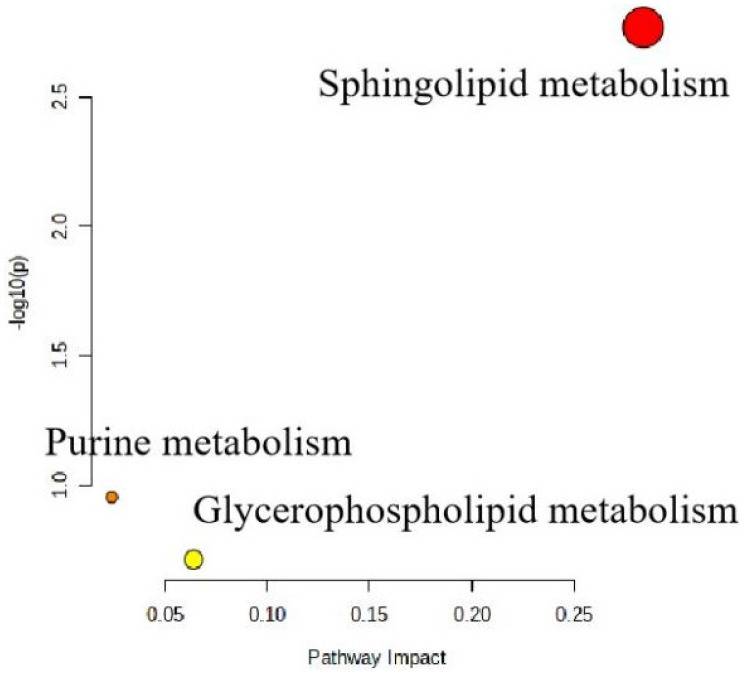 Sphingolipid metabolism
2.5
2.0
-log10(p)
1.5
Purine metabolism
1.0
Glycerophospholipid metabolism
0.05 0.10 0.15 0.20 0.25
Pathway Impact